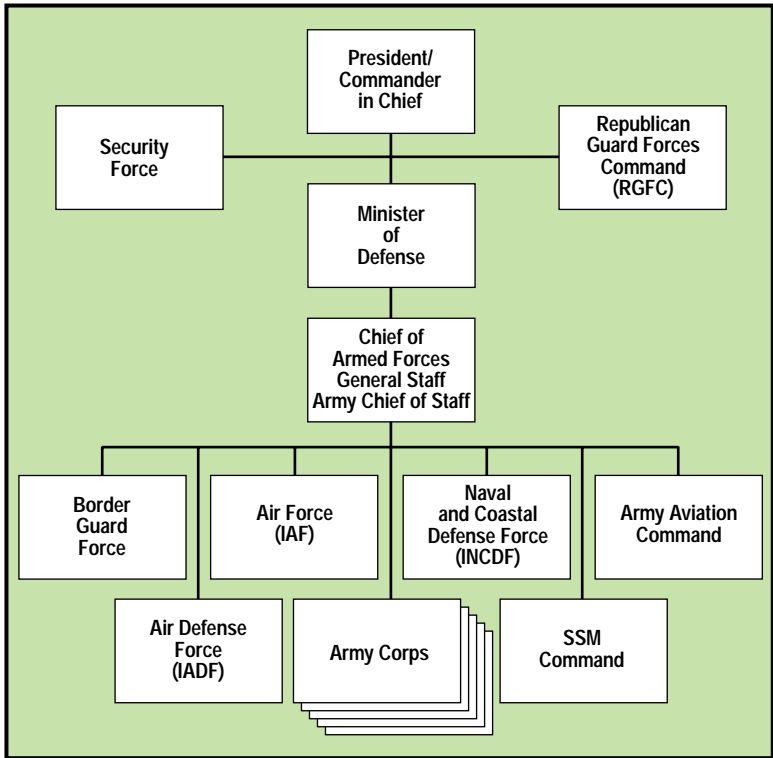 President/
Commander
in Chief
Security
Force
Republican
Guard Forces
Command
(RGFC)
Minister
of
Defense
Chief of
Armed Forces
General Staff
Army Chief of Staff
Border
Guard
Force
Air Force
(IAF)
Naval
and Coastal
Defense Force
(INCDF)
Army Aviation
Command
Air Defense
Force
(IADF)
Army Corps
SSM
Command